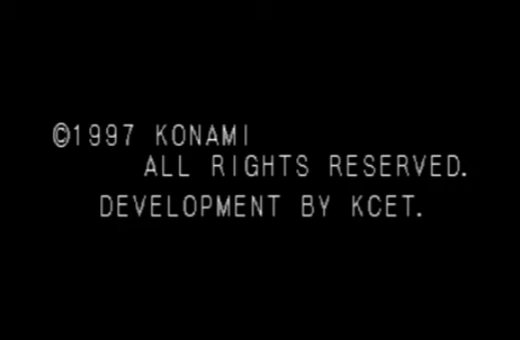 ©1997 KONAMI
ALL RIGHTS RESERVED.
DEVELOPMENT BY KCET.